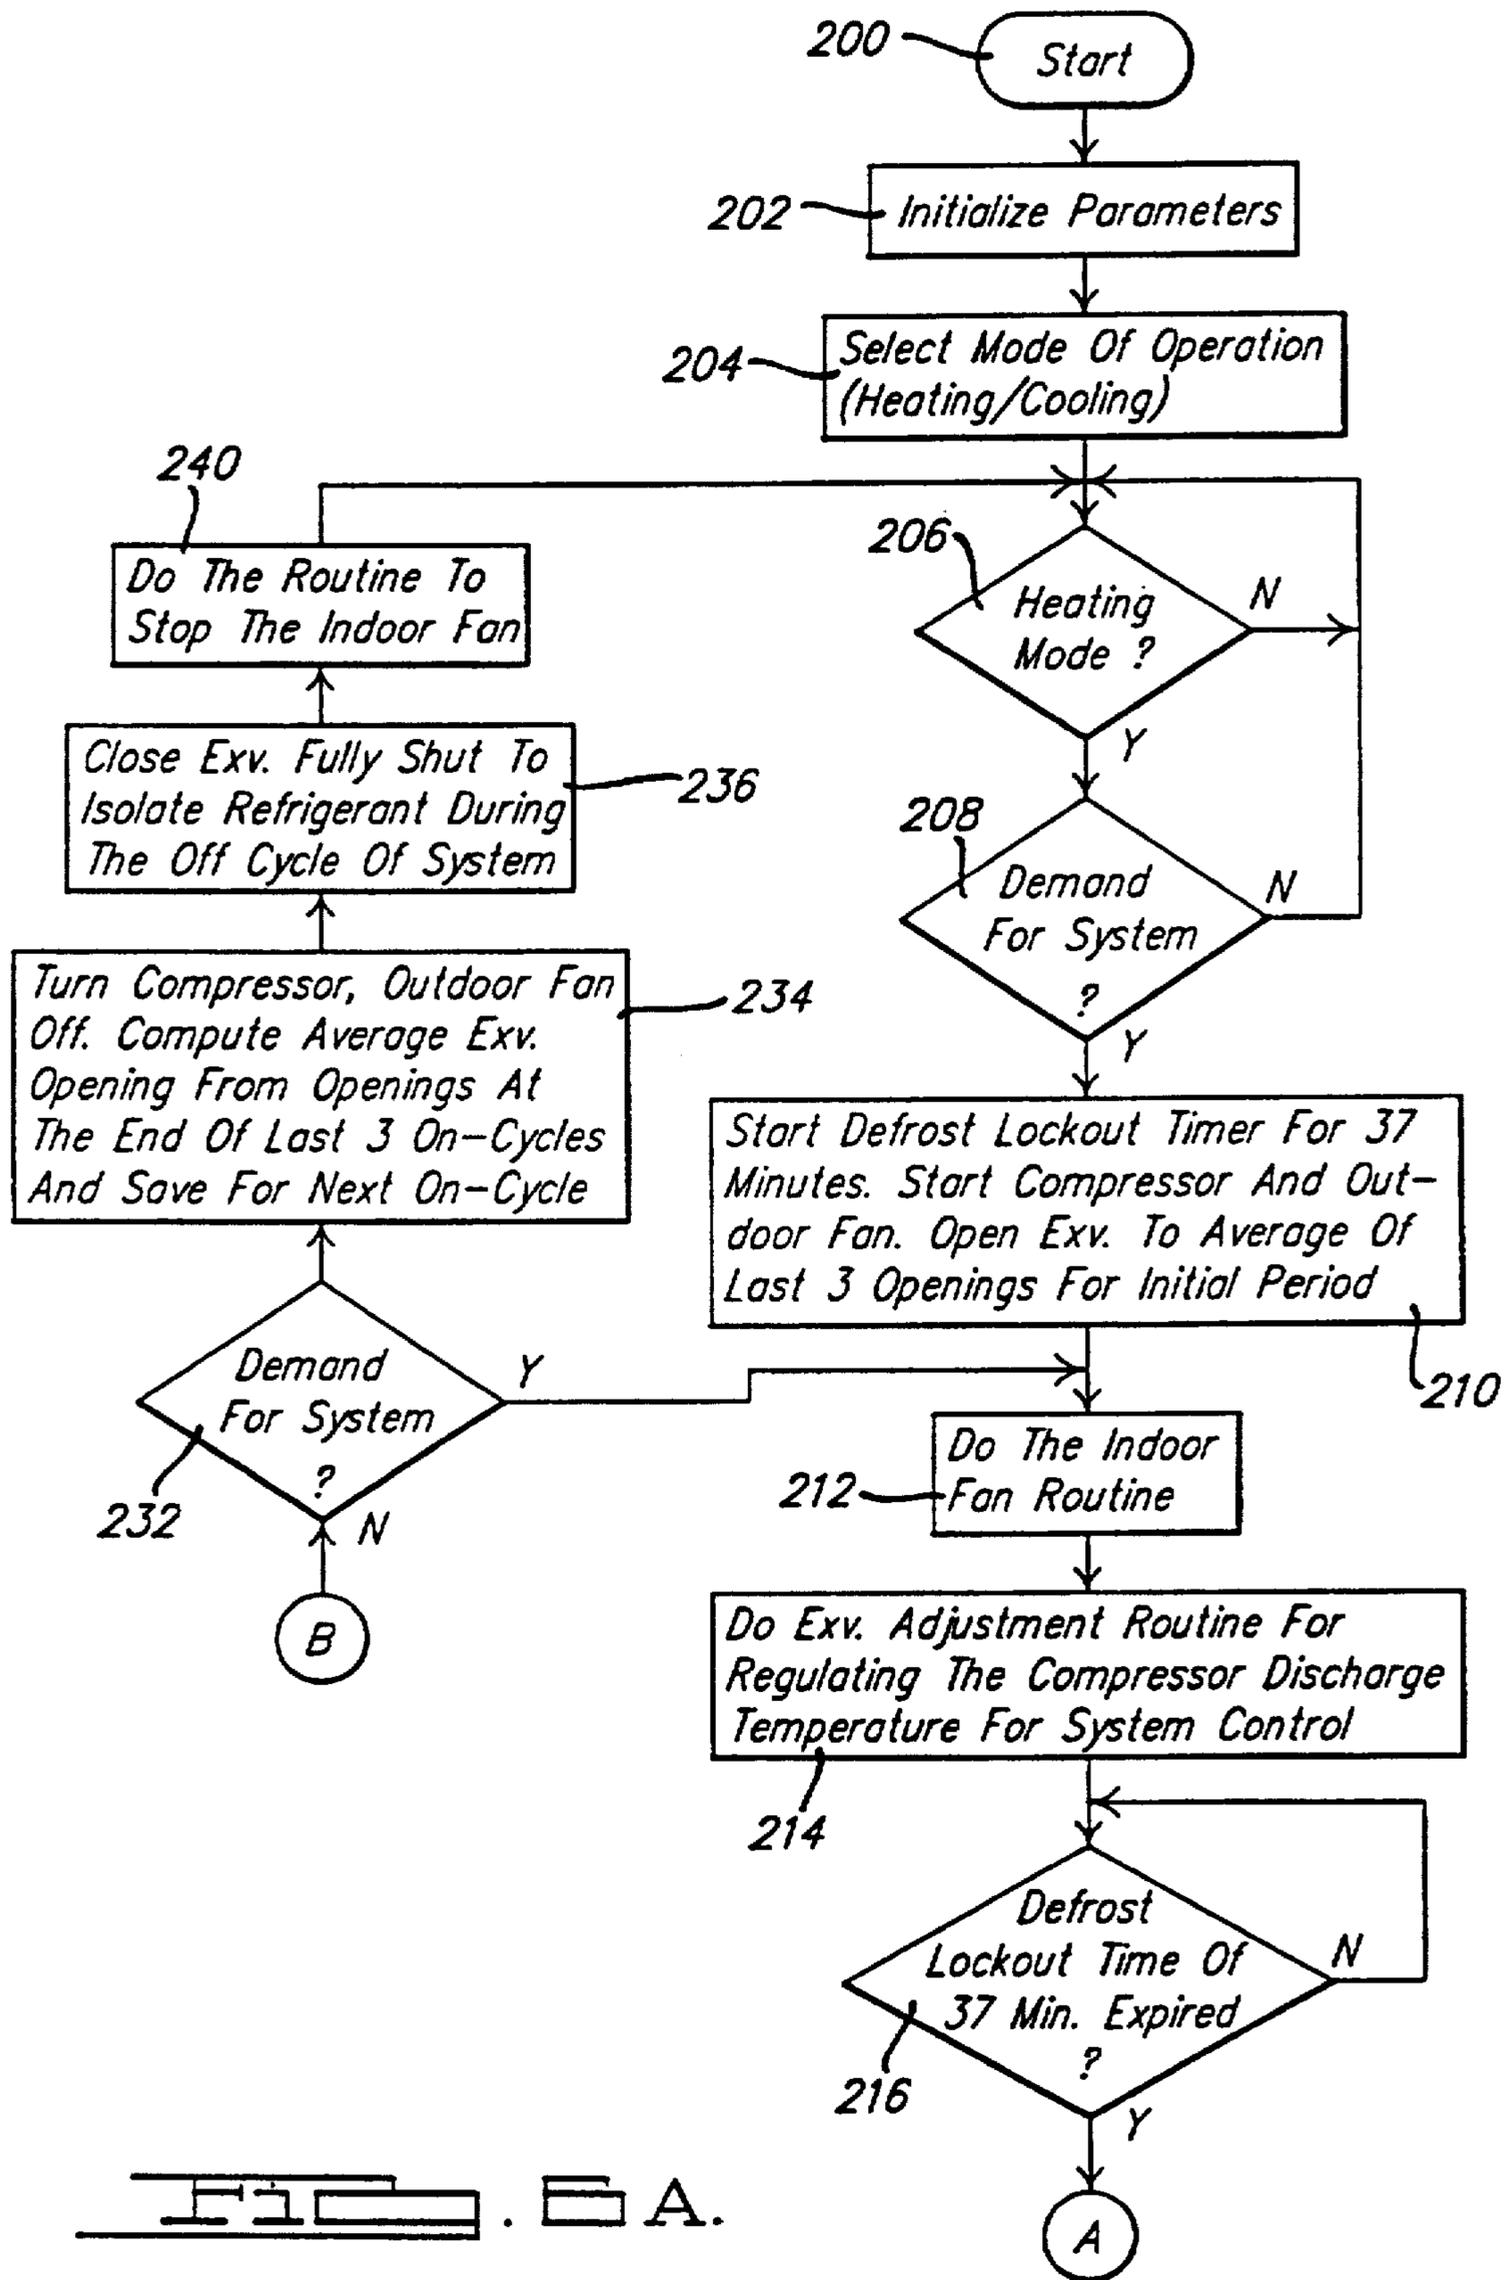 200
Start
202
Initialize Parameters
204
Select Mode Of Operation
(Heating/Cooling)
206
Heating
Mode ?
N
Y
208
Demand
For System
?
N
Y
Start Defrost Lockout Timer For 37
Minutes. Start Compressor And Out-
door Fan. Open Exv. To Average Of
Last 3 Openings For Initial Period
210
212
Do The Indoor
Fan Routine
Do Exv. Adjustment Routine For
Regulating The Compressor Discharge
Temperature For System Control
214
Defrost
Lockout Time Of
37 Min. Expired
?
N
216
Y
A
240
Do The Routine To
Stop The Indoor Fan
Close Exv. Fully Shut To
Isolate Refrigerant During
The Off Cycle Of System
236
Turn Compressor, Outdoor Fan
Off. Compute Average Exv.
Opening From Openings At
The End Of Last 3 On-Cycles
And Save For Next On-Cycle
234
Demand
For System
?
Y
232
N
B
A.